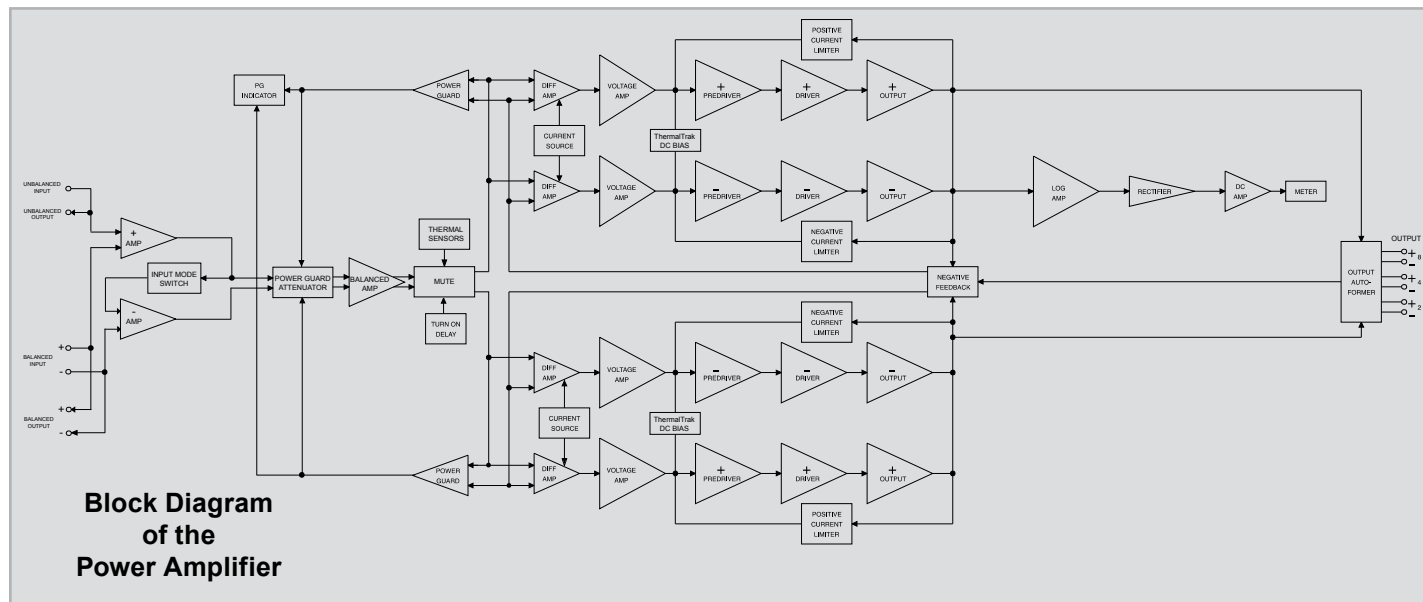 POSITIVE
CURRENT
LIMITER
PG
INDICATOR
POWER
GUARD
DIFF
AMP
VOLTAGE
AMP
+
PREDRIVER
+
DRIVER
+
OUTPUT
CURRENT
SOURCE
ThermalTrak
DC BIAS
UNBALANCED
INPUT
UNBALANCED
OUTPUT
DIFF
AMP
VOLTAGE
AMP
-
PREDRIVER
-
DRIVER
-
OUTPUT
LOG
AMP
RECTIFIER
DC
AMP
METER
+
AMP
THERMAL
SENSORS
NEGATIVE
CURRENT
LIMITER
INPUT MODE
SWITCH
POWER GUARD
ATTENUATOR
BALANCED
AMP
MUTE
NEGATIVE
FEEDBACK
OUTPUT
AUTO-
FORMER
OUTPUT
+
8
-
+
4
-
+
2
-
-
AMP
TURN ON
DELAY
NEGATIVE
CURRENT
LIMITER
+
BALANCED
INPUT
-
+
BALANCED
OUTPUT
-
DIFF
AMP
VOLTAGE
AMP
-
PREDRIVER
-
DRIVER
-
OUTPUT
CURRENT
SOURCE
ThermalTrak
DC BIAS
POWER
GUARD
DIFF
AMP
VOLTAGE
AMP
+
PREDRIVER
+
DRIVER
+
OUTPUT
POSITIVE
CURRENT
LIMITER
Block Diagram
of the
Power Amplifier